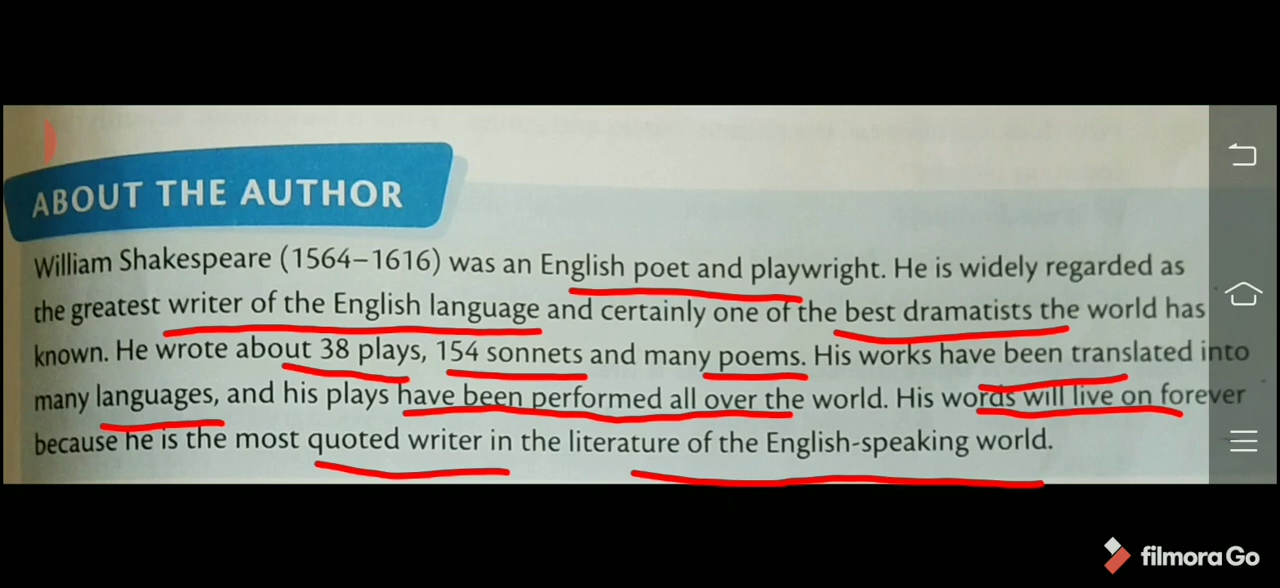 ABOUT THE AUTHOR
William Shakespeare (1564–1616) was an English poet and playwright. He is widely regarded as
the greatest writer of the English language and certainly one of the best dramatists the world has
known. He wrote about 38 plays, 154 sonnets and many poems. His works have been translated into
many languages, and his plays have been performed all over the world. His words will live on forever
because he is the most quoted writer in the literature of the English-speaking world.
filmoraGo